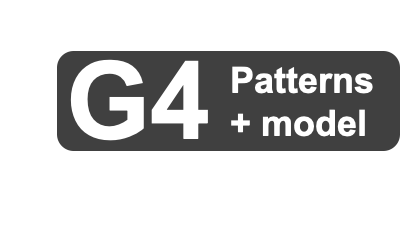 G4
Patterns
+ model